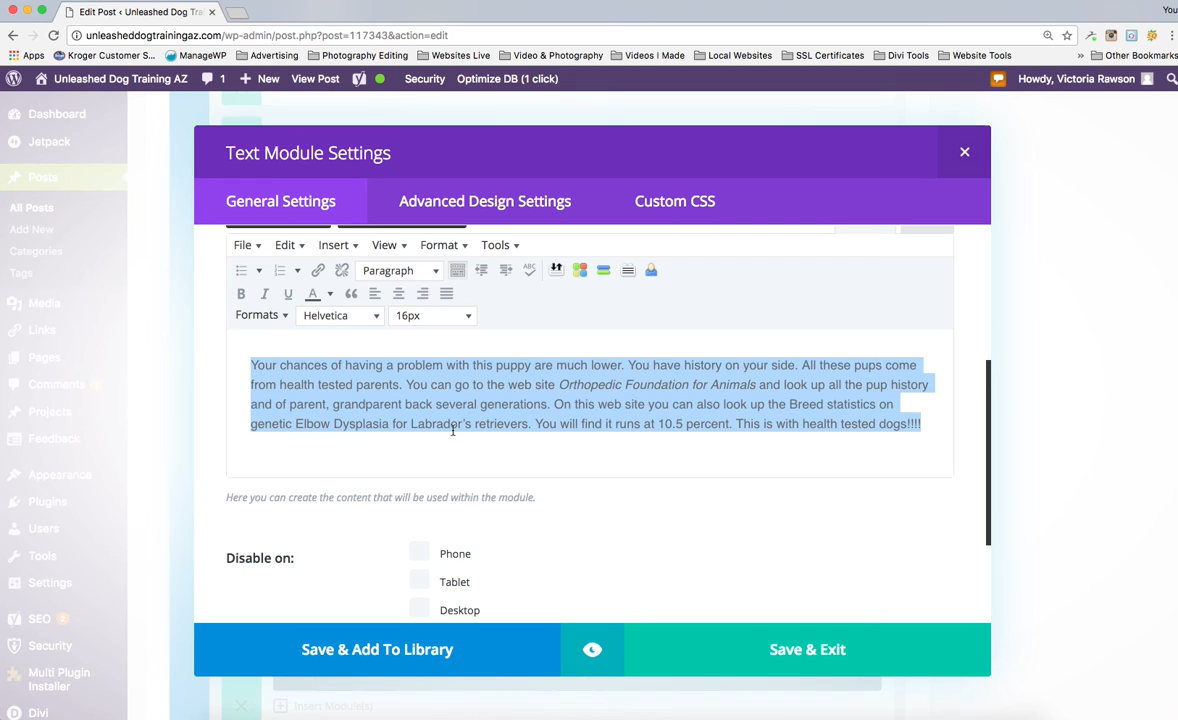 Edit Post ‹ Unleashed Dog Tra
You
unleasheddogtrainingaz.com/wp-admin/post.php?post=117343&action=edit
Apps Kroger Customer S... ManageWP Advertising Photography Editing Websites Live Video & Photography Videos I Made Local Websites SSL Certificates Divi Tools Website Tools » Other Bookmarks
Unleashed Dog Training AZ 1 + New View Post Security Optimize DB (1 click) Howdy, Victoria Rawson
Dashboard
Jetpack
Posts
All Posts
Add New
Categories
Tags
Media
Links
Pages
Comments
Projects
Feedback
Appearance
Plugins
Users
Tools
Settings
SEO
Security
Multi Plugin
Installer
Divi
Text Module Settings
General Settings Advanced Design Settings Custom CSS
File Edit Insert View Format Tools
Paragraph ABC
B I U A
Formats Helvetica 16px
Your chances of having a problem with this puppy are much lower. You have history on your side. All these pups come
from health tested parents. You can go to the web site Orthopedic Foundation for Animals and look up all the pup history
and of parent, grandparent back several generations. On this web site you can also look up the Breed statistics on
genetic Elbow Dysplasia for Labrador's retrievers. You will find it runs at 10.5 percent. This is with health tested dogs!!!!
Here you can create the content that will be used within the module.
Disable on:
Phone
Tablet
Desktop
Save & Add To Library Save & Exit
Insert Module(s)